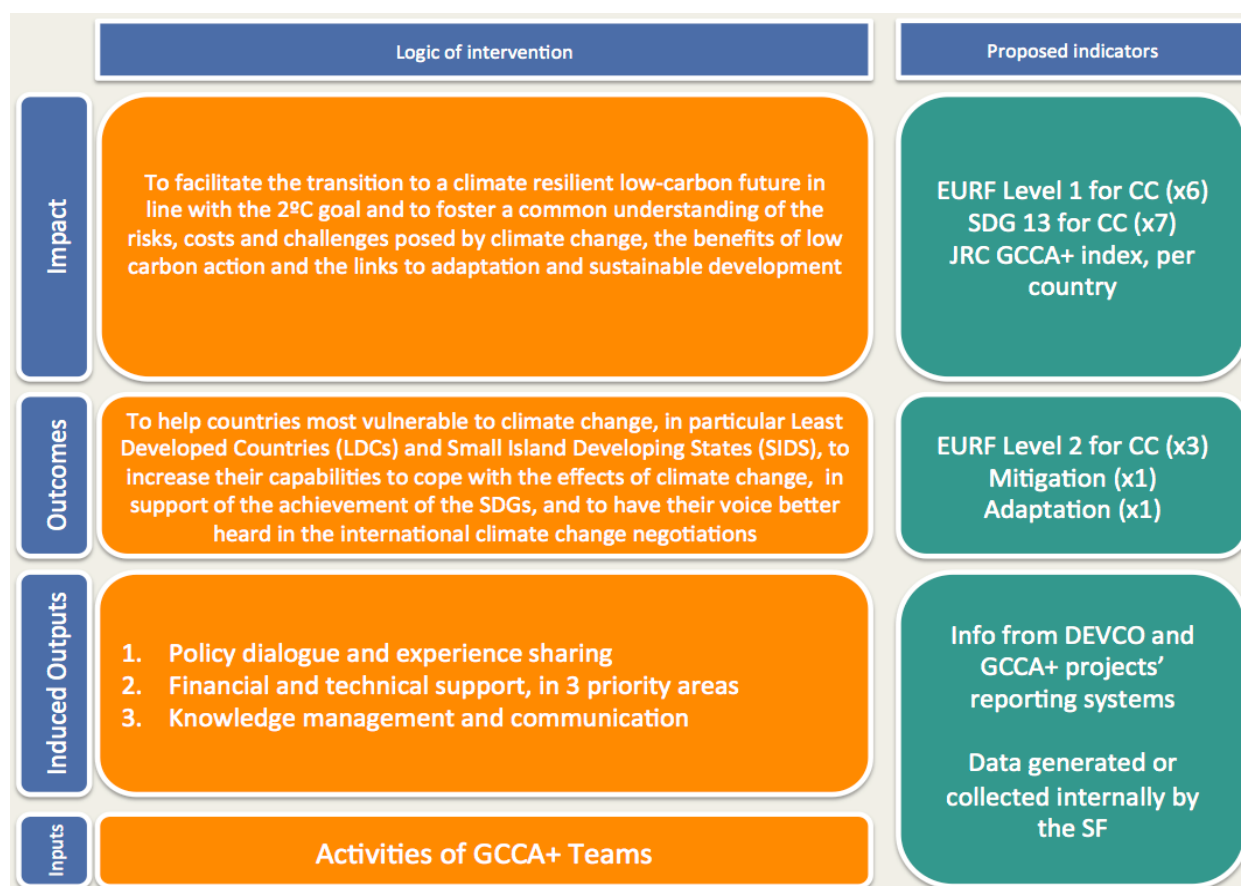 Logic of intervention
Proposed indicators
Impact
To facilitate the transition to a climate resilient low-carbon future in
line with the 2ºC goal and to foster a common understanding of the
risks, costs and challenges posed by climate change, the benefits of low
carbon action and the links to adaptation and sustainable development
EURF Level 1 for CC (x6)
SDG 13 for CC (x7)
JRC GCCA+ index, per
country
Outcomes
To help countries most vulnerable to climate change, in particular Least
Developed Countries (LDCs) and Small Island Developing States (SIDS), to
increase their capabilities to cope with the effects of climate change, in
support of the achievement of the SDGs, and to have their voice better
heard in the international climate change negotiations
EURF Level 2 for CC (x3)
Mitigation (x1)
Adaptation (x1)
Induced Outputs
1. Policy dialogue and experience sharing
2. Financial and technical support, in 3 priority areas
3. Knowledge management and communication
Info from DEVCO and
GCCA+ projects’
reporting systems
Data generated or
collected internally by
the SF
Inputs
Activities of GCCA+ Teams